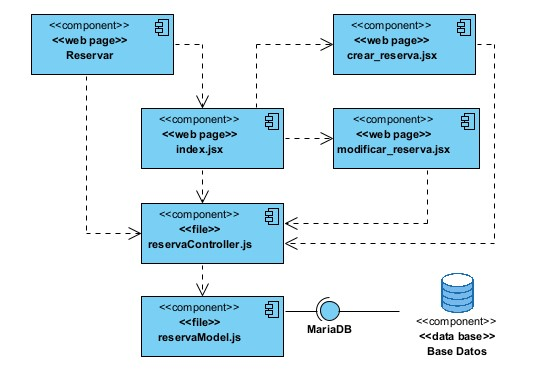 <<component>>
<<web page>>
Reservar
<<component>>
<<web page>>
crear_reserva.jsx
<<component>>
<<web page>>
index.jsx
<<component>>
<<web page>>
modificar_reserva.jsx
<<component>>
<<file>>
reservaController.js
<<component>>
<<file>>
reservaModel.js
MariaDB
<<component>>
<<data base>>
Base Datos